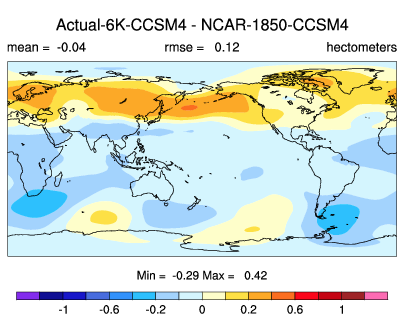 Actual-6K-CCSM4 - NCAR-1850-CCSM4
mean = -0.04 rmse = 0.12 hectometers
Min = -0.29 Max = 0.42
-1 -0.6 -0.2 0 0.2 0.6 1